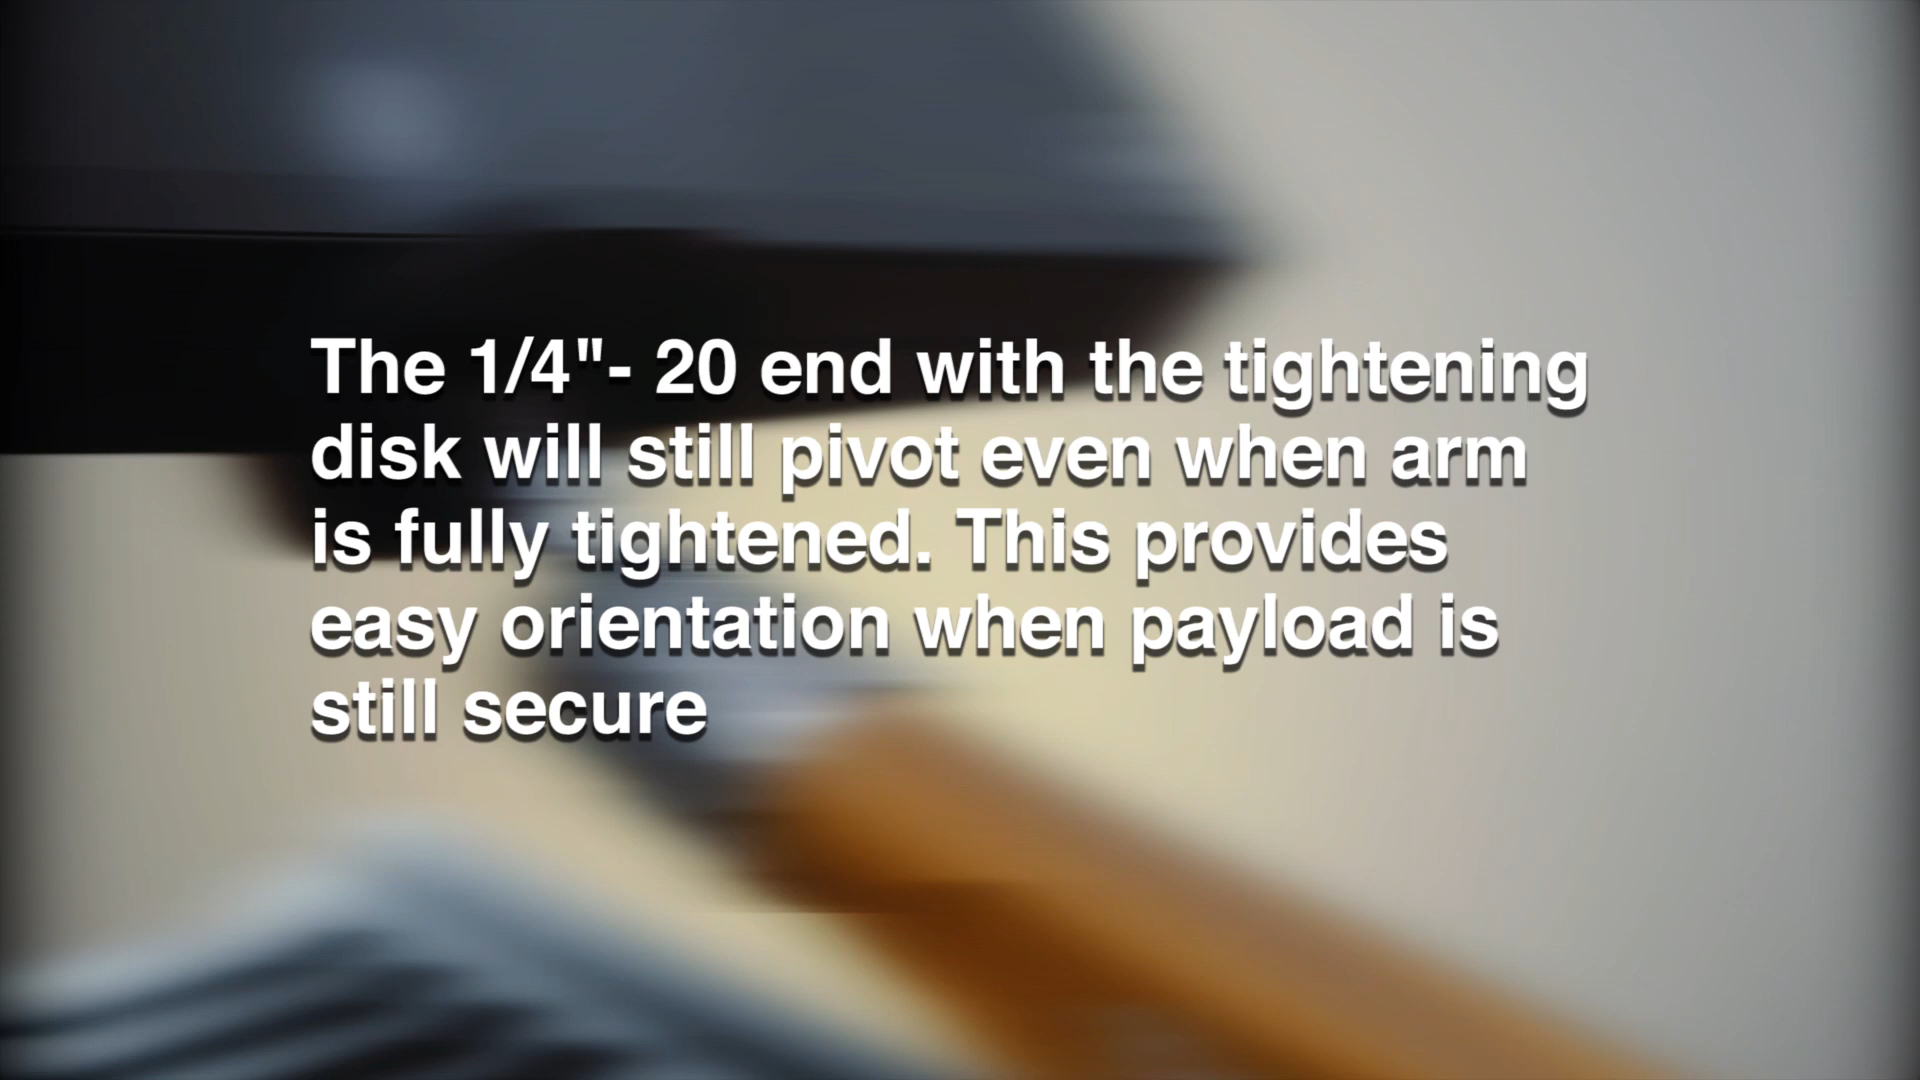 The 1/4"- 20 end with the tightening
disk will still pivot even when arm
is fully tightened. This provides
easy orientation when payload is
still secure